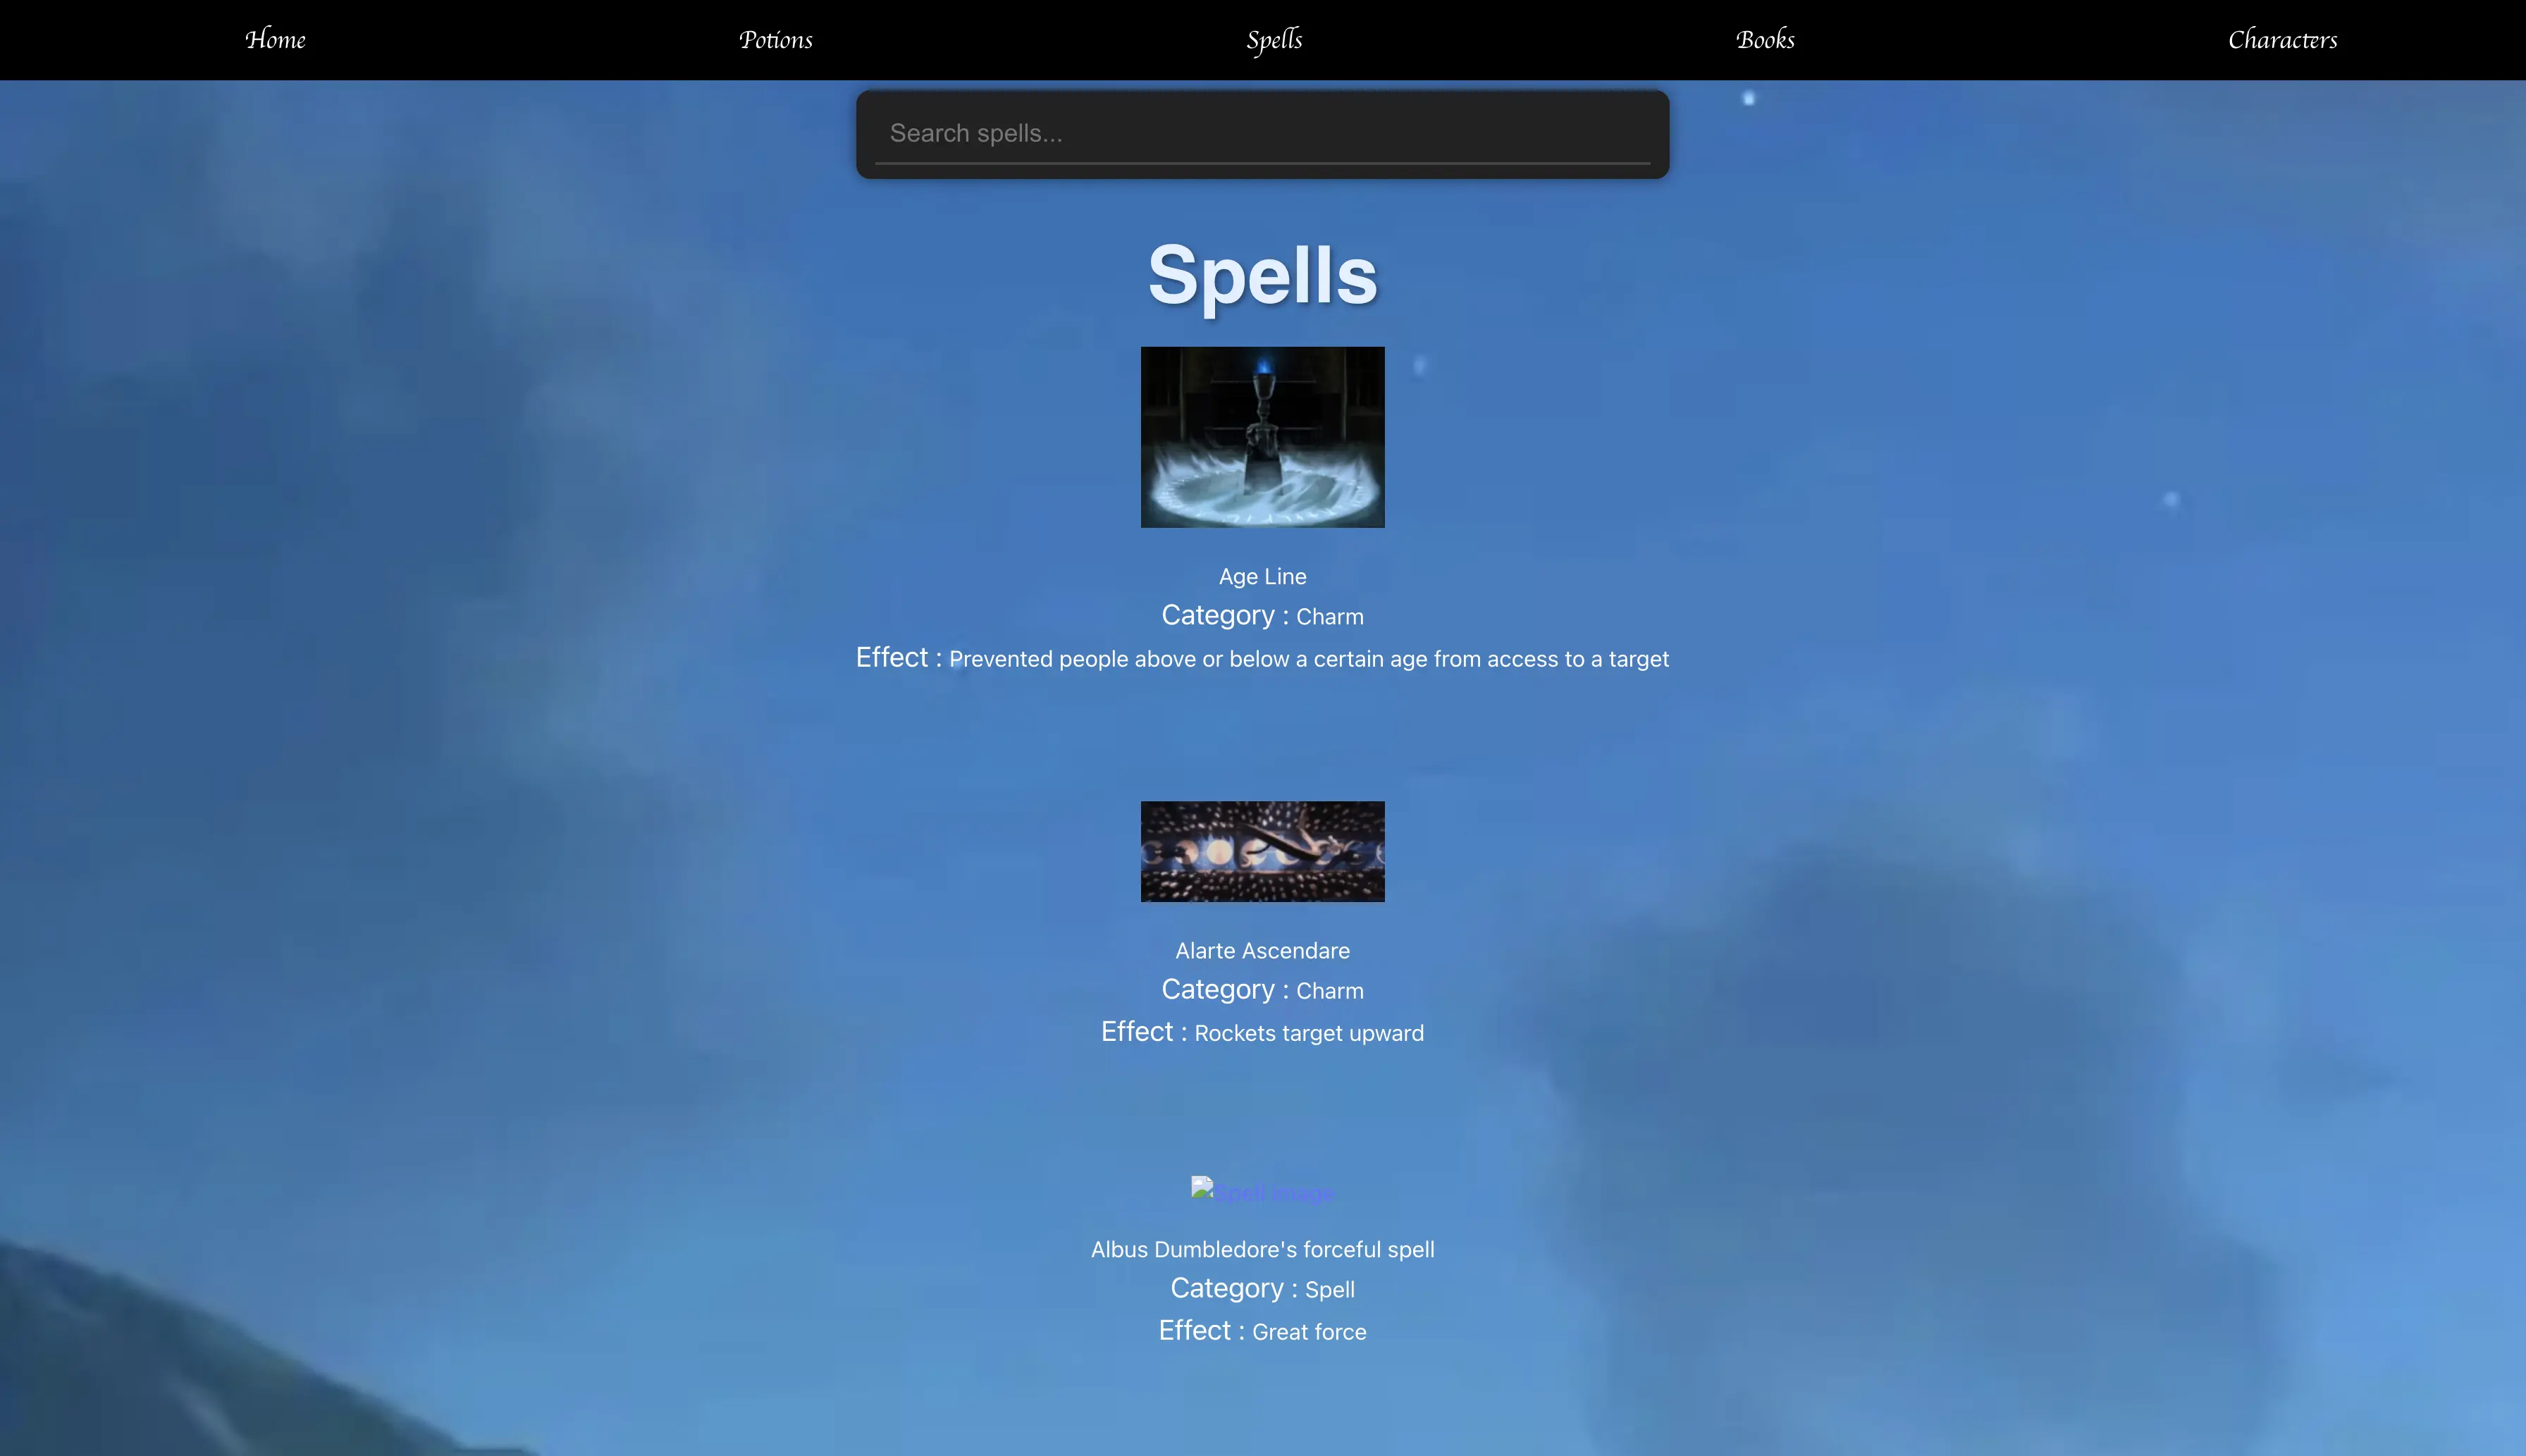 Home Potions Spells Books Characters
Search spells...
Spells
Age Line
Category : Charm
Effect : Prevented people above or below a certain age from access to a target
Alarte Ascendare
Category : Charm
Effect : Rockets target upward
Spell Image
Albus Dumbledore's forceful spell
Category : Spell
Effect : Great force